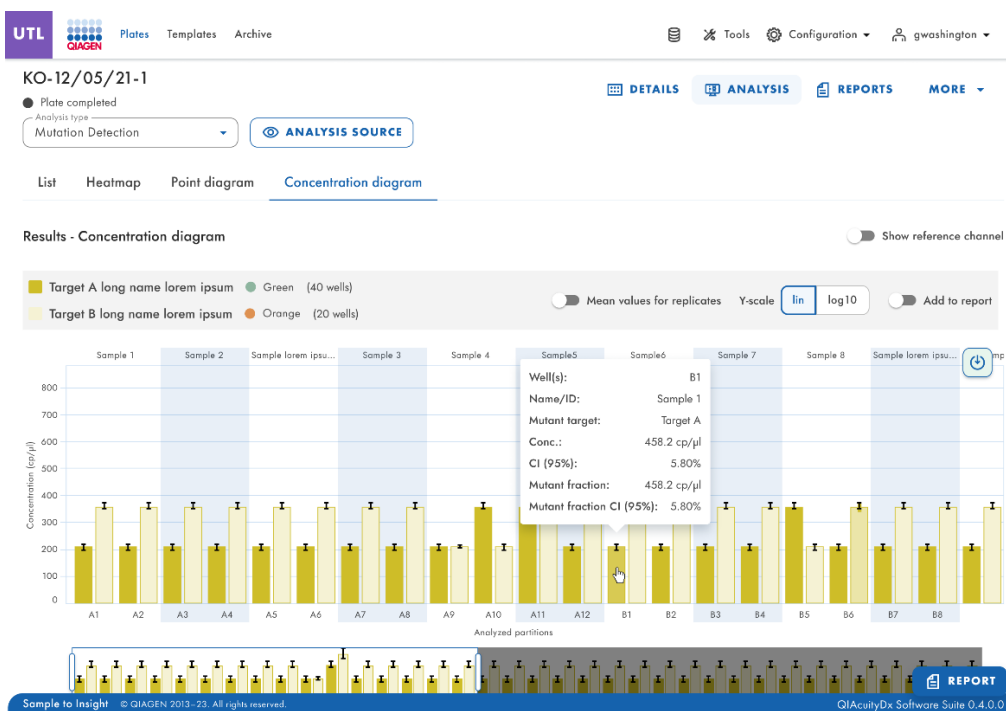 UTL QIAGEN Plates Templates Archive Tools Configuration gwashington
KO-12/05/21-1
DETAILS ANALYSIS REPORTS MORE
Plate completed
Analysis type
Mutation Detection ANALYSIS SOURCE
List Heatmap Point diagram Concentration diagram
Results - Concentration diagram Show reference channel
Target A long name lorem ipsum Green (40 wells)
Target B long name lorem ipsum Orange (20 wells)
Mean values for replicates Y-scale lin log10 Add to report
Sample 1 Sample 2 Sample lorem ipsu... Sample 3 Sample 4 Sample5 Sample6 Sample 7 Sample 8 Sample lorem ipsu... mp
Well(s): B1
Name/ID: Sample 1
Mutant target: Target A
Conc.: 458.2 cp/µl
CI (95%): 5.80%
Mutant fraction: 458.2 cp/µl
Mutant fraction CI (95%): 5.80%
Concentration (cp/µl)
800
700
600
500
400
300
200
100
0
A1 A2 A3 A4 A5 A6 A7 A8 A9 A10 A11 A12 B1 B2 B3 B4 B5 B6 B7 B8
Analyzed partitions
REPORT
Sample to Insight © QIAGEN 2013–23. All rights reserved. QIAcuityDx Software Suite 0.4.0.0